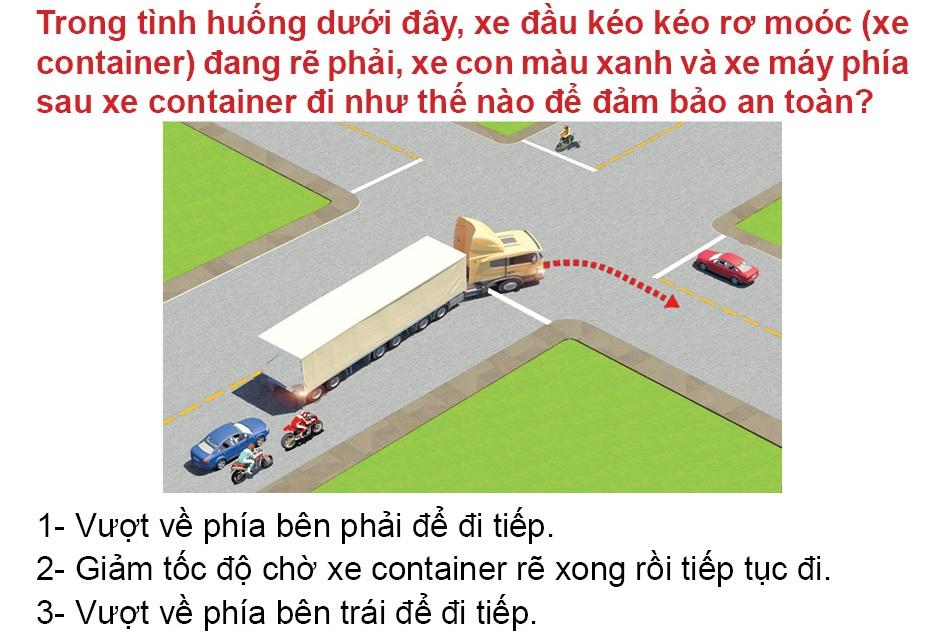 Trong tình huống dưới đây, xe đầu kéo kéo rơ moóc (xe
container) đang rẽ phải, xe con màu xanh và xe máy phía
sau xe container đi như thế nào để đảm bảo an toàn?
1- Vượt về phía bên phải để đi tiếp.
2- Giảm tốc độ chờ xe container rẽ xong rồi tiếp tục đi.
3- Vượt về phía bên trái để đi tiếp.